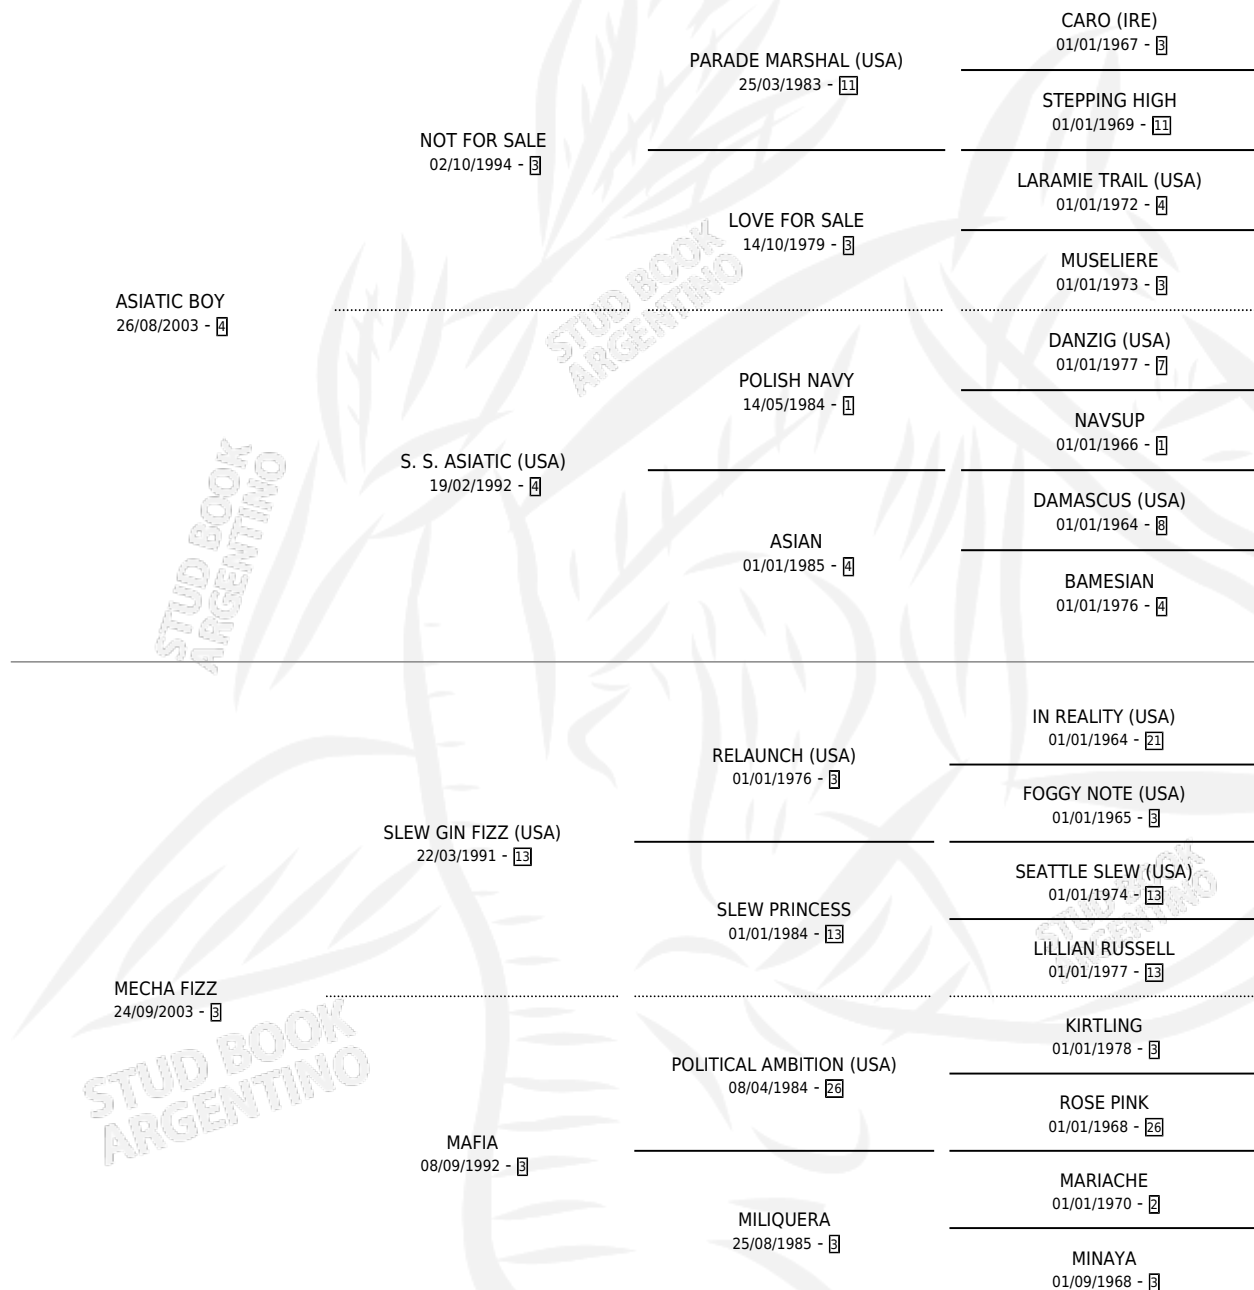 CARO (IRE)
01/01/1967 - 3
PARADE MARSHAL (USA)
25/03/1983 - 11
STEPPING HIGH
01/01/1969 - 11
NOT FOR SALE
02/10/1994 - 3
LARAMIE TRAIL (USA)
01/01/1972 - 4
LOVE FOR SALE
14/10/1979 - 3
MUSELIERE
01/01/1973 - 3
ASIATIC BOY
26/08/2003 - 4
STUD BOOK
ARGENTINO
DANZIG (USA)
01/01/1977 - 7
POLISH NAVY
14/05/1984 - 1
NAVSUP
01/01/1966 - 1
S. S. ASIATIC (USA)
19/02/1992 - 4
DAMASCUS (USA)
01/01/1964 - 8
ASIAN
01/01/1985 - 4
BAMESIAN
01/01/1976 - 4
STUD BOOK
ARGENTINO
IN REALITY (USA)
01/01/1964 - 21
RELAUNCH (USA)
01/01/1976 - 3
FOGGY NOTE (USA)
01/01/1965 - 3
SLEW GIN FIZZ (USA)
22/03/1991 - 13
SEATTLE SLEW (USA)
01/01/1974 - 13
SLEW PRINCESS
01/01/1984 - 13
STUD BOOK
ARGENTINO
LILLIAN RUSSELL
01/01/1977 - 13
MECHA FIZZ
24/09/2003 - 3
KIRTLING
01/01/1978 - 3
STUD BOOK
ARGENTINO
POLITICAL AMBITION (USA)
08/04/1984 - 26
ROSE PINK
01/01/1968 - 26
MAFIA
08/09/1992 - 3
MARIACHE
01/01/1970 - 2
MILIQUERA
25/08/1985 - 3
MINAYA
01/09/1968 - 3